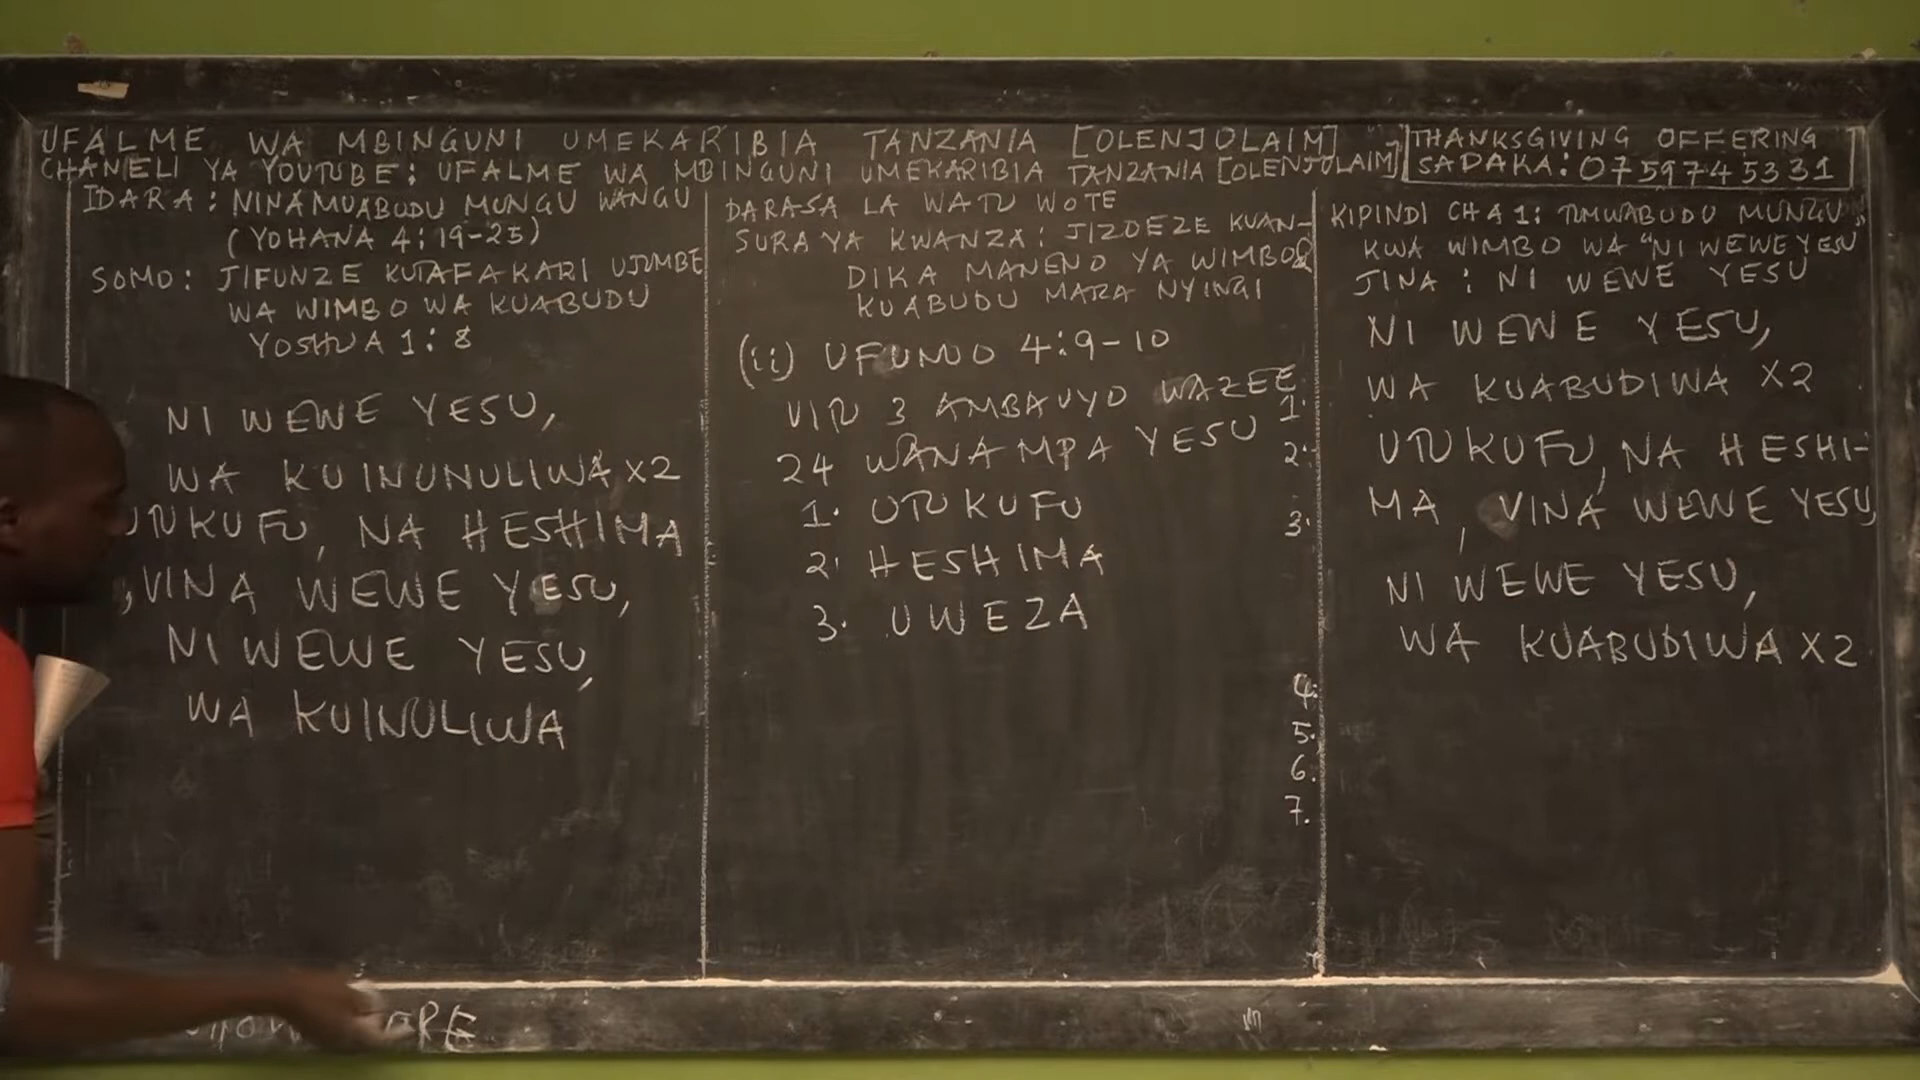 UFALME WA MBINGUNI UMEKARIBIA TANZANIA [OLENJOLAIM]
CHANELI YA YOUTUBE: UFALME WA MBINGUNI UMEKARIBIA TANZANIA [OLENJOLAIM]
THANKSGIVING OFFERING
SADAKA: 0759745331
IDARA: NINAMUABUDU MUNGU WANGU
(YOHANA 4:19-25)
SOMO: JIFUNZE KUTAFAKARI UJUMBE
WA WIMBO WA KUABUDU
YOSHUA 1:8
NI WEWE YESU,
WA KUINUNULIWA X2
UTUKUFU, NA HESHIMA
, VINA WEWE YESU,
NI WEWE YESU,
WA KUINULIWA
DARASA LA WATU WOTE
SURA YA KWANZA: JIZOEZE KUAN-
DIKA MANENO YA WIMBO
KUABUDU MARA NYINGI
(ii) UFUNUO 4:9-10
VITU 3 AMBAVYO WAZEE
24 WANAMPA YESU
1. UTUKUFU
2. HESHIMA
3. UWEZA
1.
2.
3.
4.
5.
6.
7.
KIPINDI CHA 1: TUMWABUDU MUNGU
KWA WIMBO WA "NI WEWE YESU"
JINA: NI WEWE YESU
NI WEWE YESU,
WA KUABUDIWA X2
UTUKUFU, NA HESHI-
MA, VINA WEWE YESU,
NI WEWE YESU,
WA KUABUDIWA X2